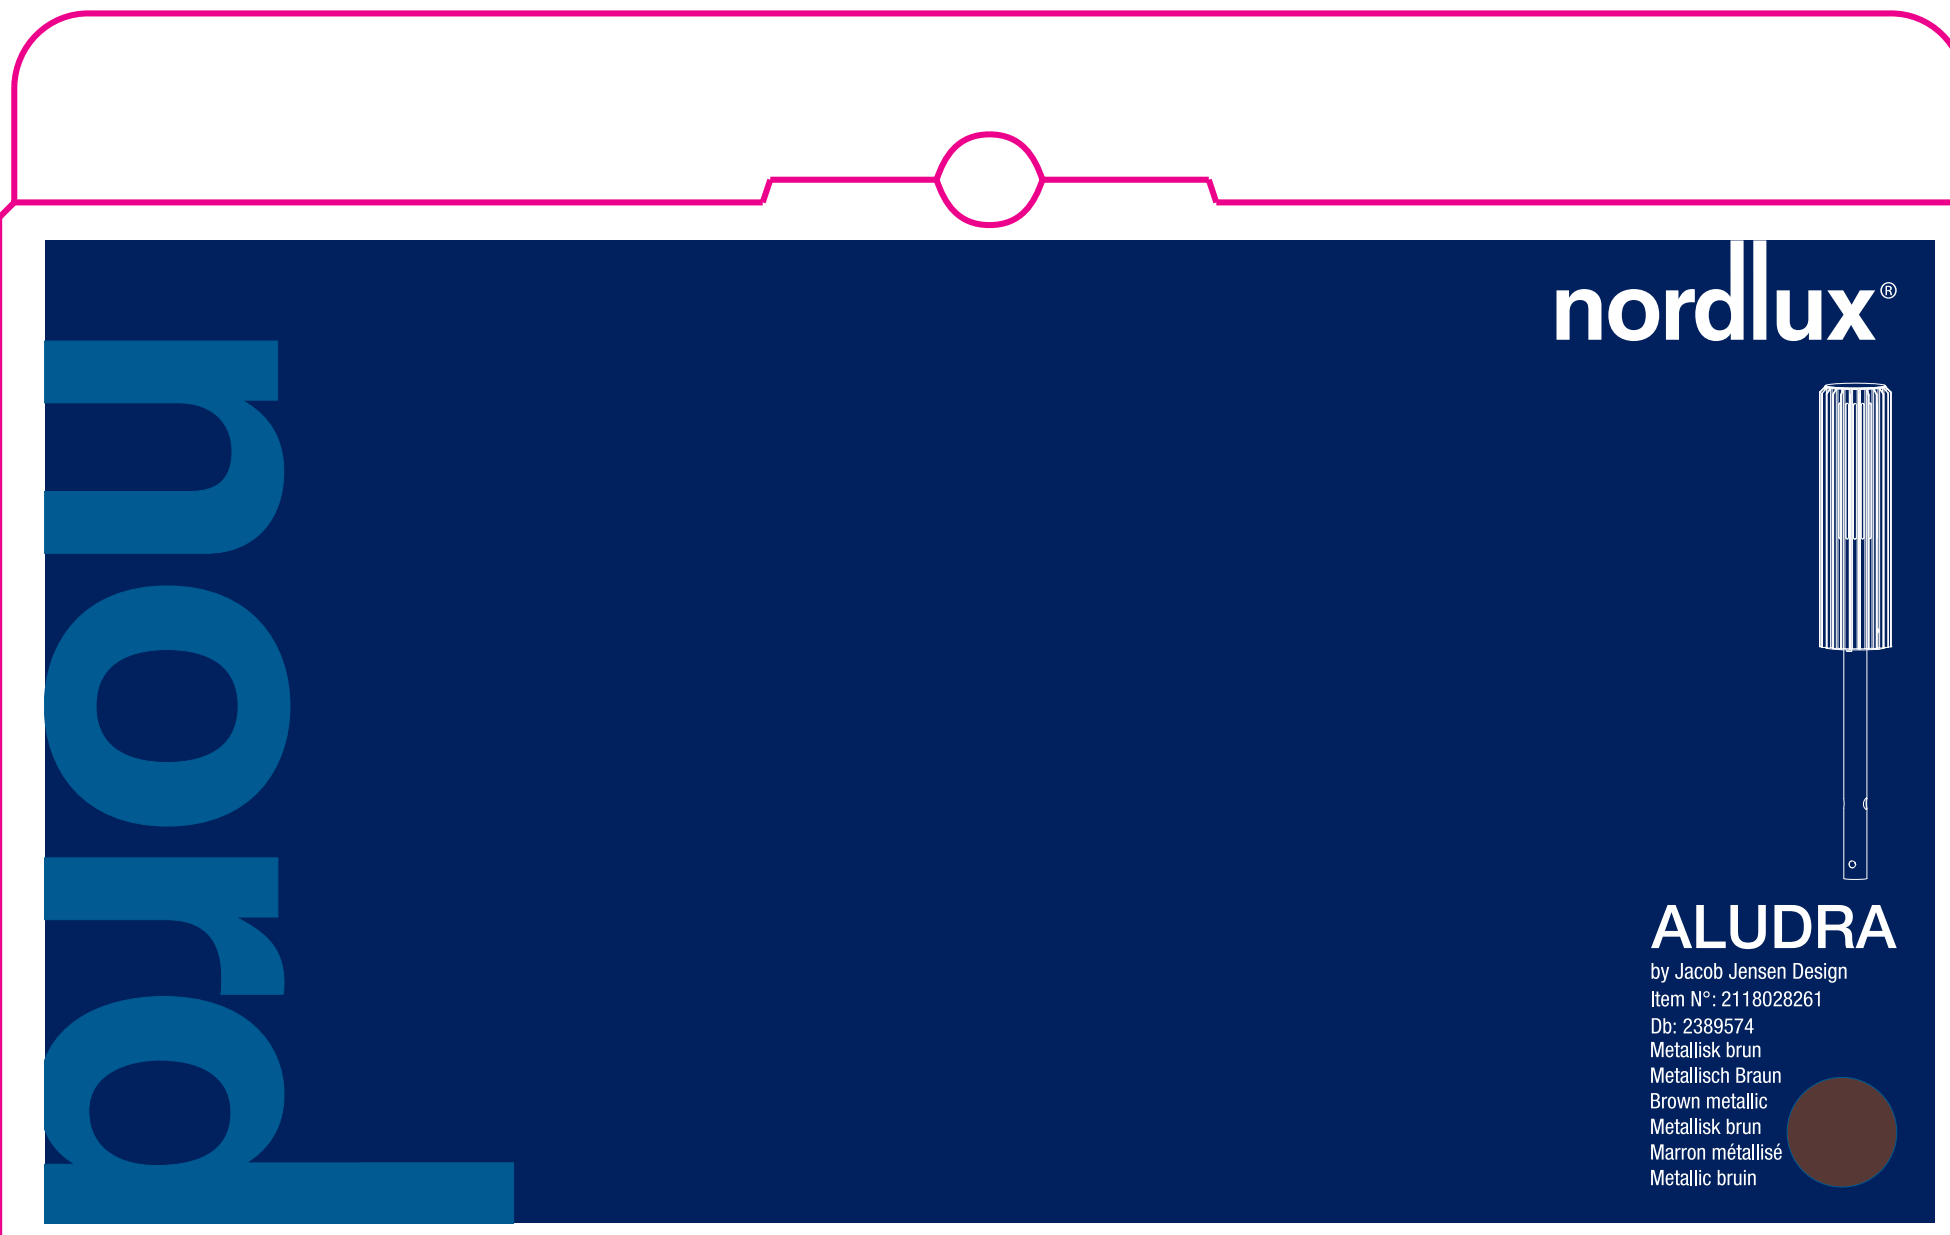 nordlux®
nord
ALUDRA
by Jacob Jensen Design
Item N°: 2118028261
Db: 2389574
Metallisk brun
Metallisch Braun
Brown metallic
Metallisk brun
Marron métallisé
Metallic bruin